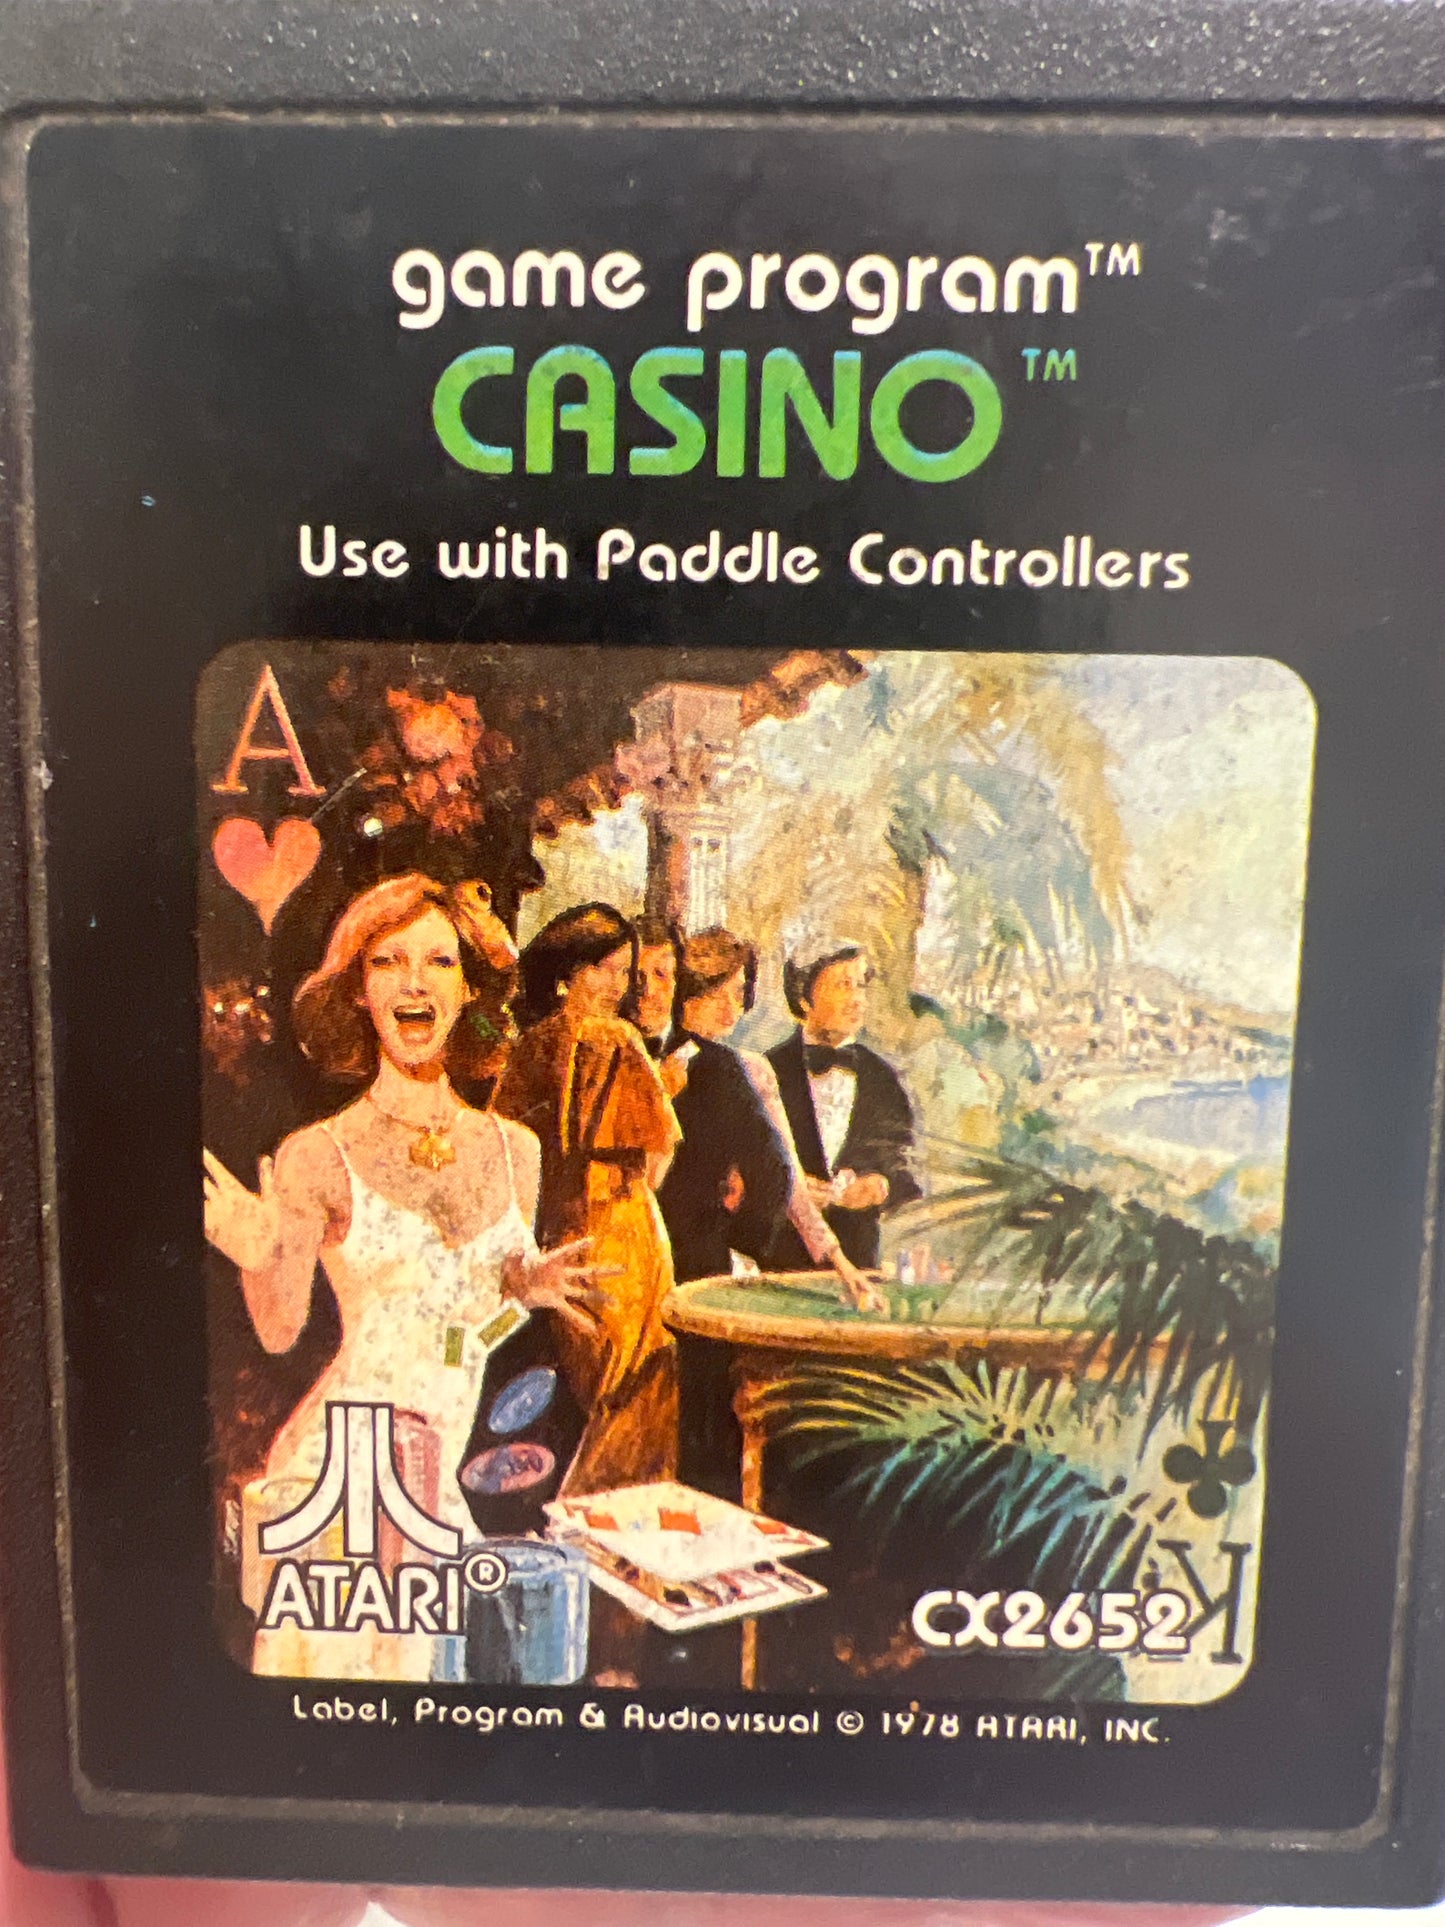 game program™
CASINO™
Use with Paddle Controllers
A
ATARI®
CX2652
K
Label, Program & Audiovisual © 1978 ATARI, INC.